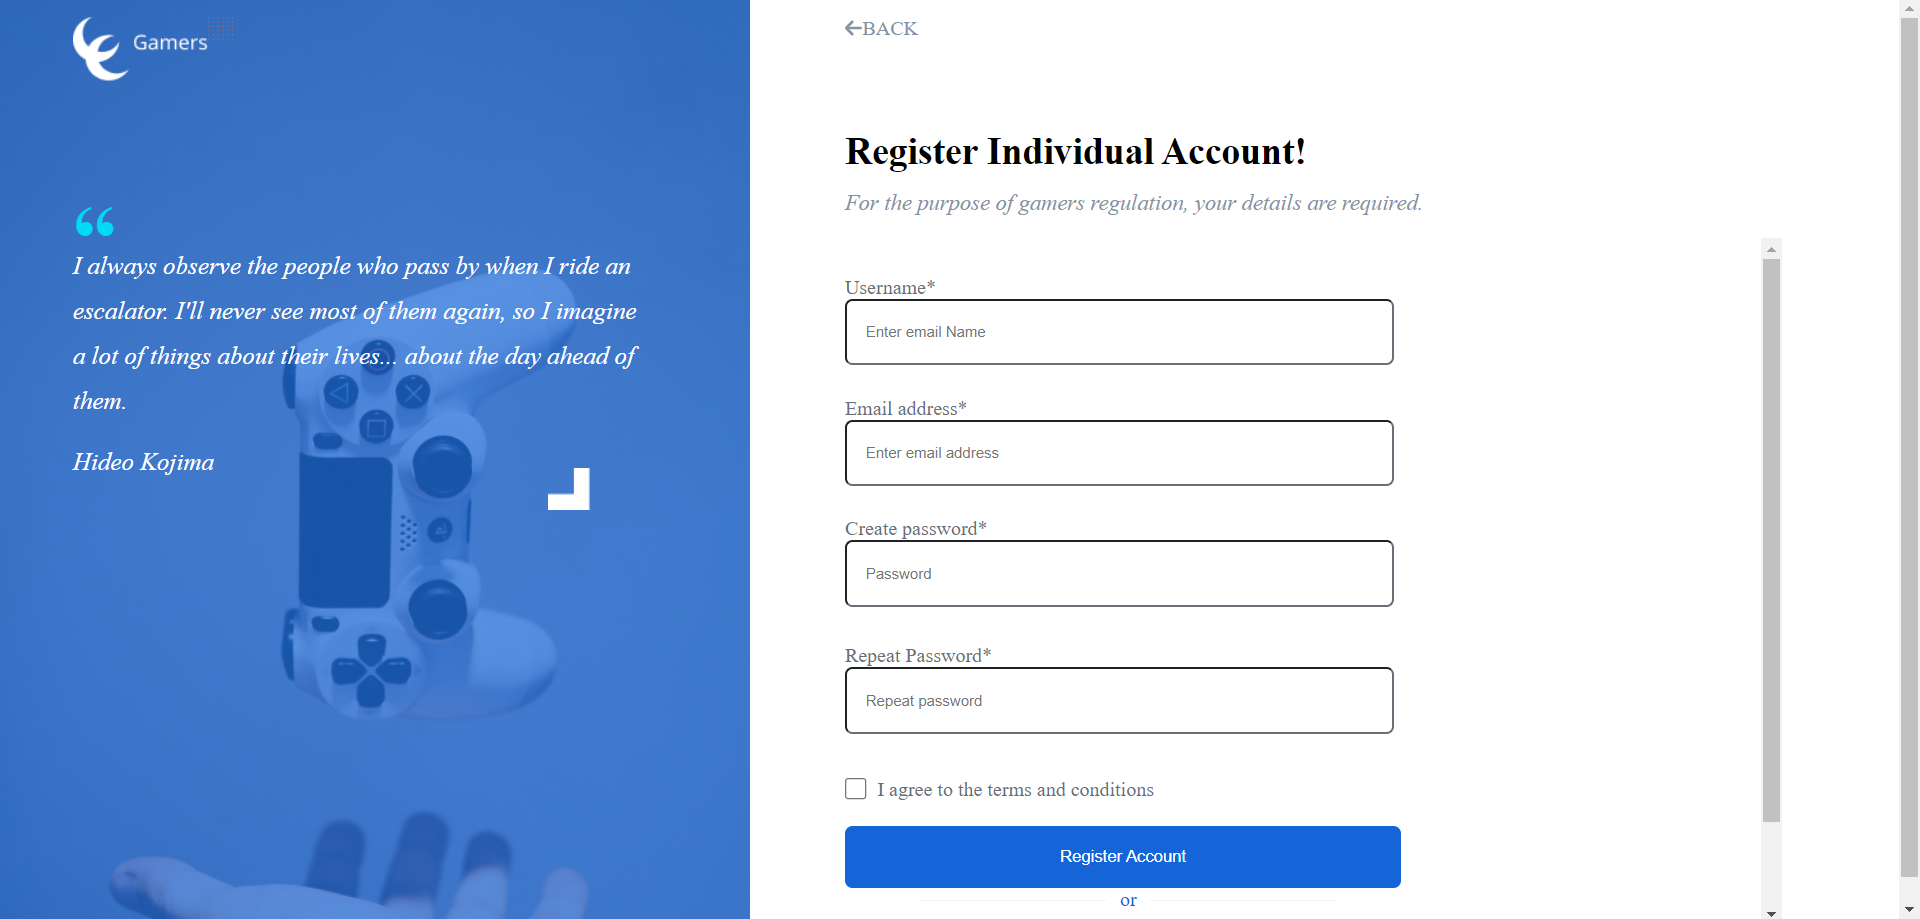 Gamers
“
I always observe the people who pass by when I ride an
escalator. I'll never see most of them again, so I imagine
a lot of things about their lives... about the day ahead of
them.
Hideo Kojima
BACK
Register Individual Account!
For the purpose of gamers regulation, your details are required.
Username*
Enter email Name
Email address*
Enter email address
Create password*
Password
Repeat Password*
Repeat password
I agree to the terms and conditions
Register Account
or